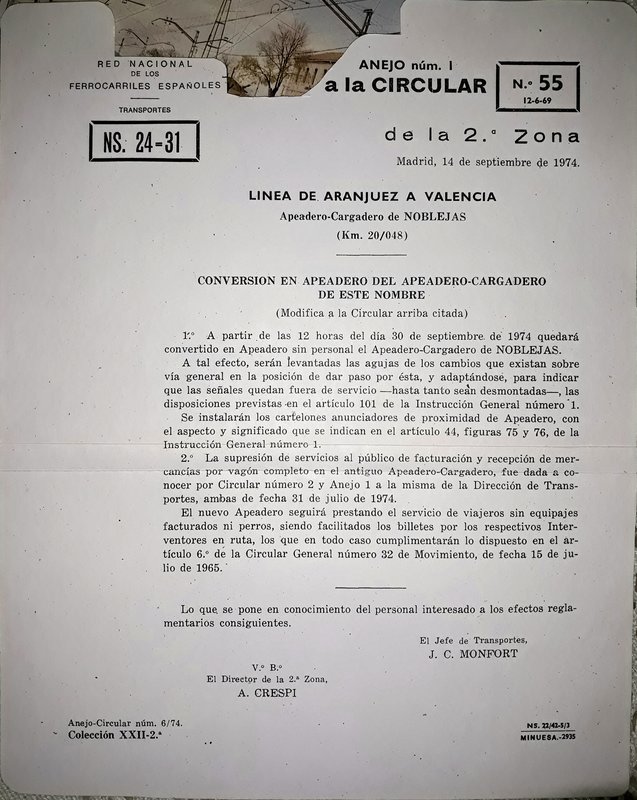 RED NACIONAL
DE LOS
FERROCARRILES ESPAÑOLES
TRANSPORTES
NS. 24-31
ANEJO núm. 1
a la CIRCULAR
N.º 55
12-6-69
de la 2.ª Zona
Madrid, 14 de septiembre de 1974.
LINEA DE ARANJUEZ A VALENCIA
Apeadero-Cargadero de NOBLEJAS
(Km. 20/048)
CONVERSION EN APEADERO DEL APEADERO-CARGADERO
DE ESTE NOMBRE
(Modifica a la Circular arriba citada)
1.º A partir de las 12 horas del día 30 de septiembre de 1974 quedará
convertido en Apeadero sin personal el Apeadero-Cargadero de NOBLEJAS.
A tal efecto, serán levantadas las agujas de los cambios que existan sobre
vía general en la posición de dar paso por ésta, y adaptándose, para indicar
que las señales quedan fuera de servicio —hasta tanto seān desmontadas—, las
disposiciones previstas en el artículo 101 de la Instrucción General número 1.
Se instalarán los cartelones anunciadores de proximidad de Apeadero, con
el aspecto y significado que se indican en el artículo 44, figuras 75 y 76, de la
Instrucción General número 1.
2.º La supresión de servicios al público de facturación y recepción de mer-
cancías por vagón completo en el antiguo Apeadero-Cargadero, fue dada a co-
nocer por Circular número 2 y Anejo 1 a la misma de la Dirección de Trans-
portes, ambas de fecha 31 de julio de 1974.
El nuevo Apeadero seguirá prestando el servicio de viajeros sin equipajes
facturados ni perros, siendo facilitados los billetes por los respectivos Inter-
ventores en ruta, los que en todo caso cumplimentarán lo dispuesto en el ar-
tículo 6.º de la Circular General número 32 de Movimiento, de fecha 15 de ju-
lio de 1965.
Lo que se pone en conocimiento del personal interesado a los efectos regla-
mentarios consiguientes.
El Jefe de Transportes,
J. C. MONFORT
V.º B.º
El Director de la 2.ª Zona,
A. CRESPI
Anejo-Circular núm. 6/74.
Colección XXII-2.ª
NS. 22/42-5/3
MINUESA.-2935